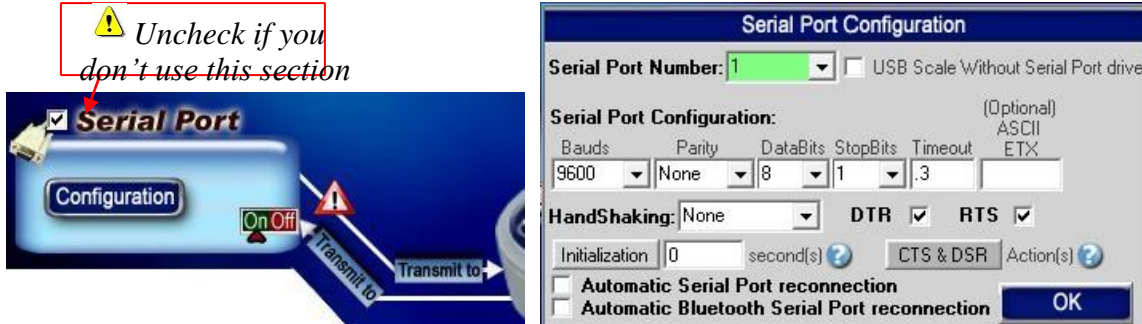 Uncheck if you
don't use this section
Serial Port
Configuration
On Off
Transmit to
Transmit to
Serial Port Configuration
Serial Port Number: 1 USB Scale Without Serial Port drive
Serial Port Configuration:
(Optional)
ASCII
Bauds Parity DataBits StopBits Timeout ETX
9600 None 8 1 .3
HandShaking: None DTR RTS
Initialization 0 second(s) ? CTS & DSR Action(s) ?
Automatic Serial Port reconnection
Automatic Bluetooth Serial Port reconnection OK